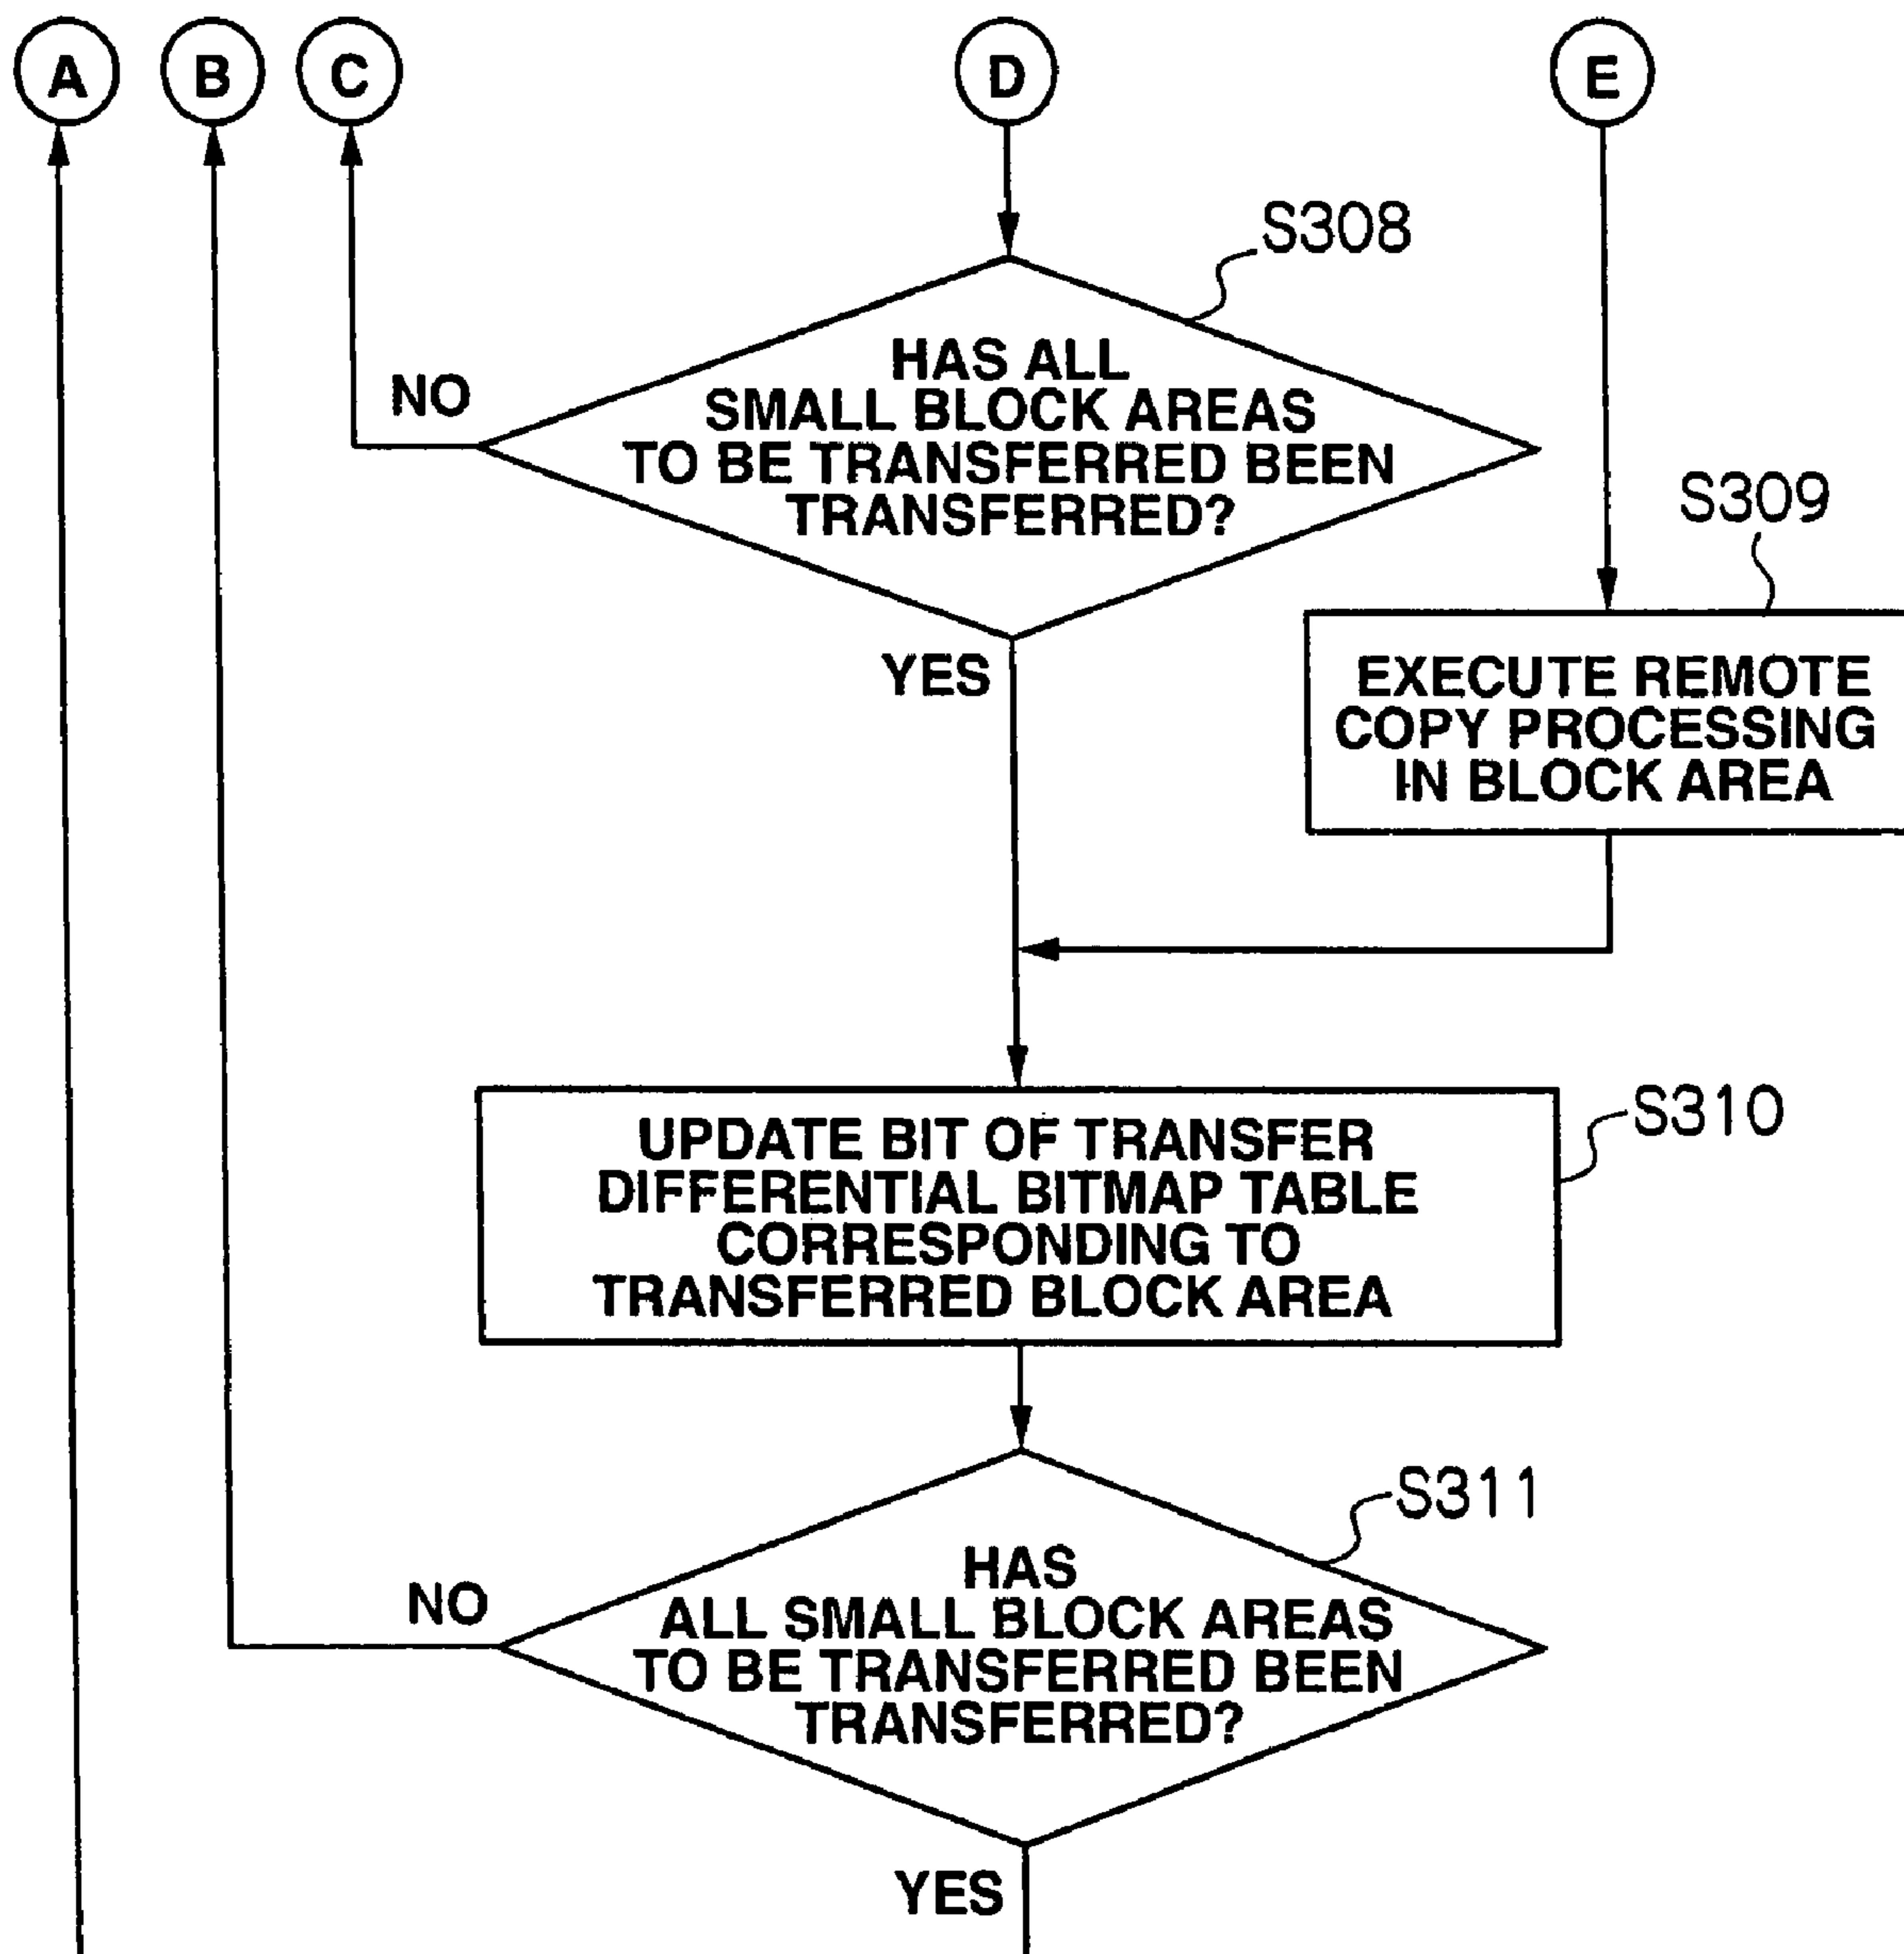 A
B
C
D
E
S308
HAS ALL
SMALL BLOCK AREAS
TO BE TRANSFERRED BEEN
TRANSFERRED?
NO
YES
S309
EXECUTE REMOTE
COPY PROCESSING
IN BLOCK AREA
S310
UPDATE BIT OF TRANSFER
DIFFERENTIAL BITMAP TABLE
CORRESPONDING TO
TRANSFERRED BLOCK AREA
S311
HAS
ALL SMALL BLOCK AREAS
TO BE TRANSFERRED BEEN
TRANSFERRED?
NO
YES